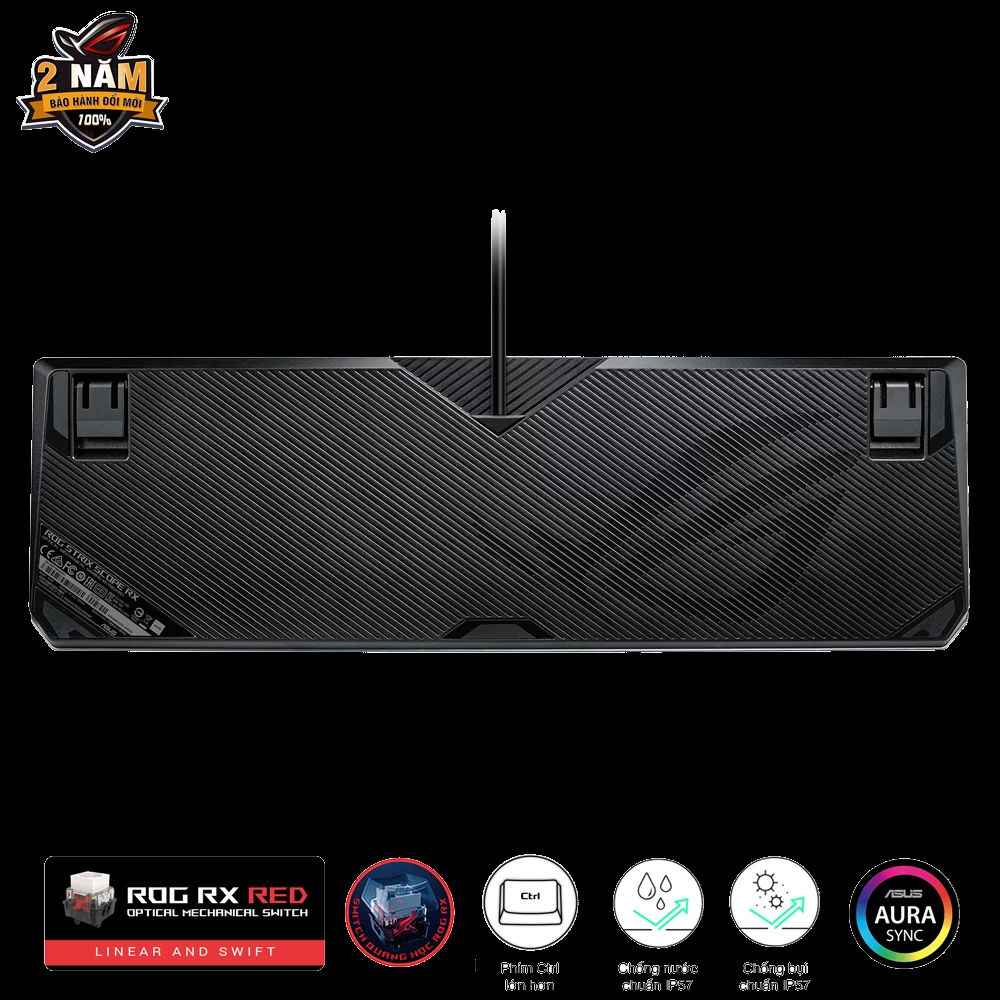 2 NĂM
BẢO HÀNH ĐỔI MỚI
100%
ROG STRIX SCOPE RX
ROG RX RED
OPTICAL MECHANICAL SWITCH
LINEAR AND SWIFT
SWITCH QUANG HỌC ROG RX
Ctrl
Phím Ctrl
lớn hơn
Chống nước
chuẩn IP57
Chống bụi
chuẩn IP57
ASUS
AURA
SYNC